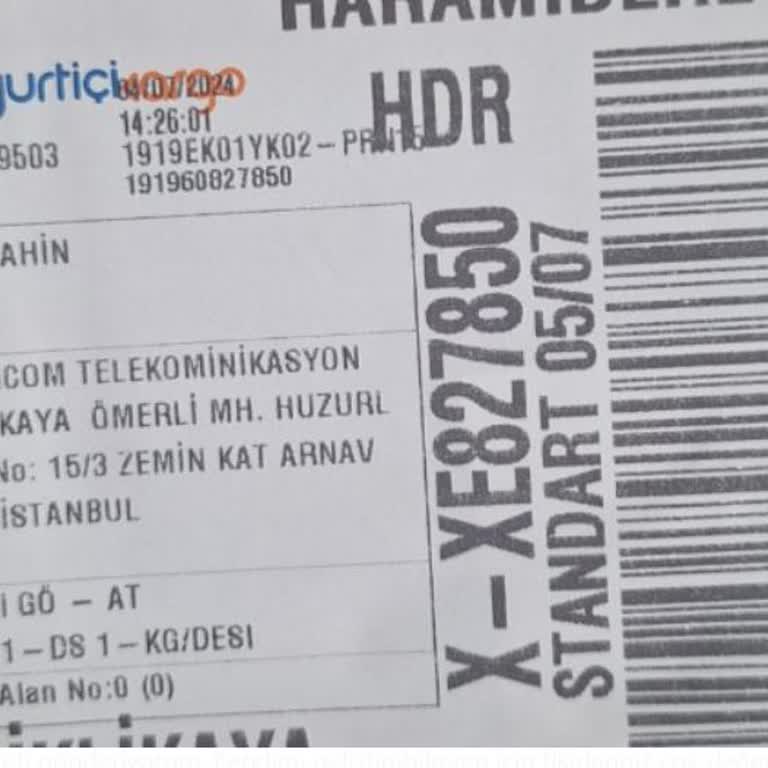 HARAMİDERE
yurtiçi kargo
04/07/2024
HDR
14:26:01
9503 1919EK01YK02-PRN15
191960827850
AHİN
COM TELEKOMİNİKASYON
KAYA ÖMERLİ MH. HUZURL
No: 15/3 ZEMİN KAT ARNAV
İSTANBUL
İ GÖ - AT
1-DS 1-KG/DESI
Alan No:0 (0)
X-XE827850
STANDART 05/07